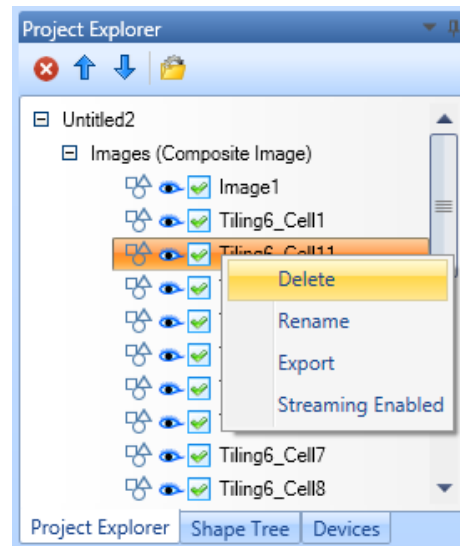 Project Explorer
Untitled2
Images (Composite Image)
Image1
Tiling6_Cell1
Tiling6_Cell11
Delete
Rename
Export
Streaming Enabled
Tiling6_Cell7
Tiling6_Cell8
Project Explorer
Shape Tree
Devices